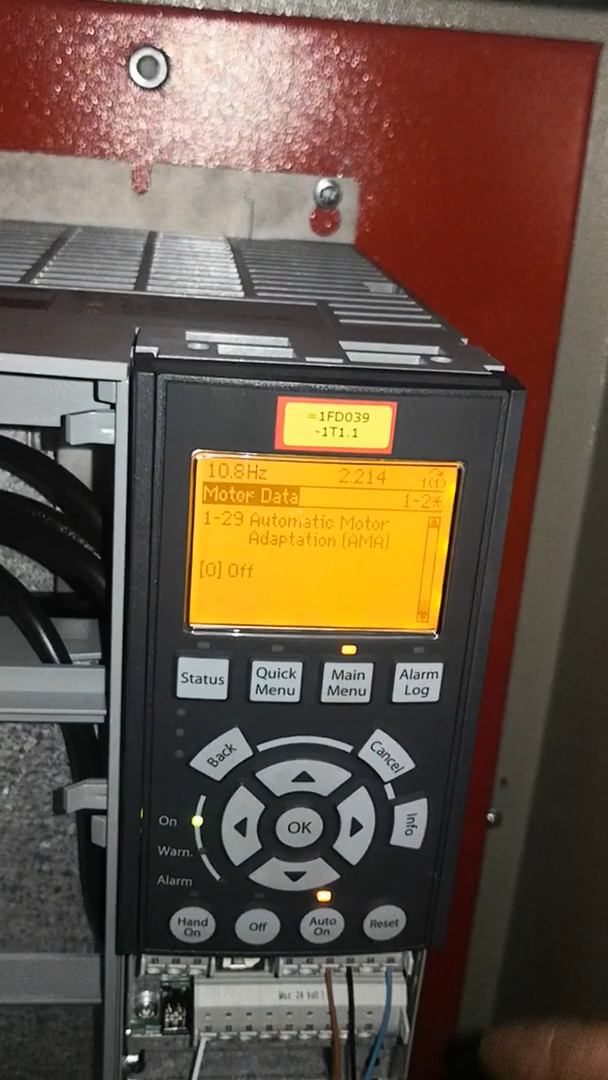 =1FD039
-1T1.1
10.8Hz 2.214 1(1)
Motor Data 1-2*
1-29 Automatic Motor
Adaptation (AMA)
[0] Off
Status
Quick
Menu
Main
Menu
Alarm
Log
Back
Cancel
Info
OK
On
Warn.
Alarm
Hand
On
Off
Auto
On
Reset